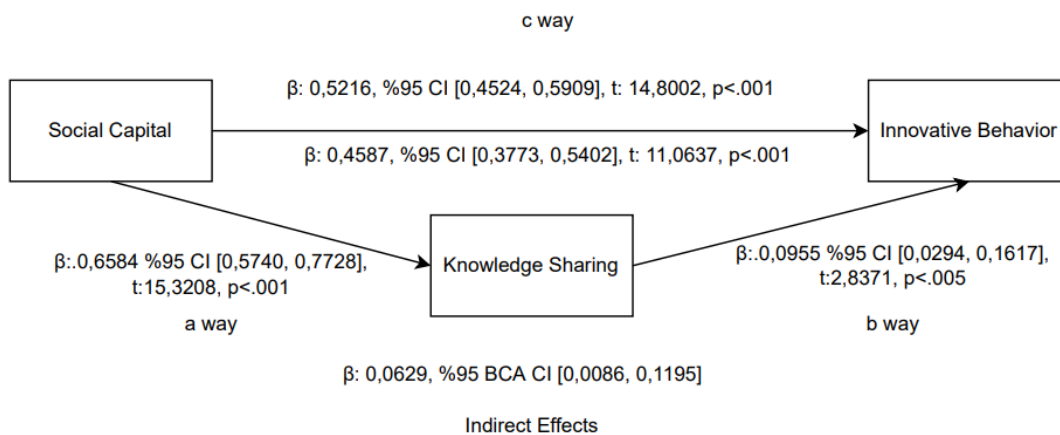 c way
β: 0,5216, %95 CI [0,4524, 0,5909], t: 14,8002, p<.001
Social Capital
Innovative Behavior
β: 0,4587, %95 CI [0,3773, 0,5402], t: 11,0637, p<.001
β:.0,6584 %95 CI [0,5740, 0,7728],
t:15,3208, p<.001
Knowledge Sharing
β:.0,0955 %95 CI [0,0294, 0,1617],
t:2,8371, p<.005
a way
b way
β: 0,0629, %95 BCA CI [0,0086, 0,1195]
Indirect Effects